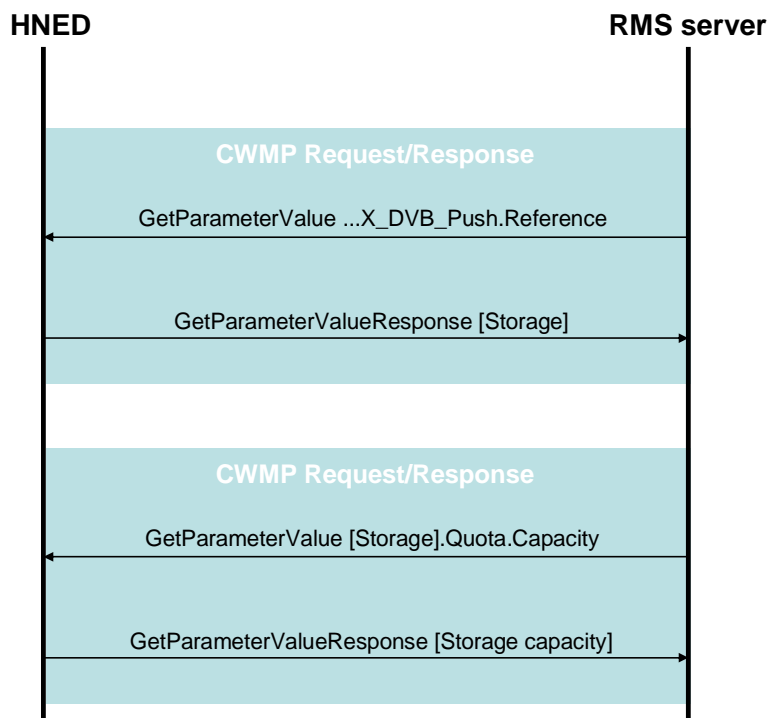 HNED
RMS server
CWMP Request/Response
GetParameterValue ...X_DVB_Push.Reference
GetParameterValueResponse [Storage]
CWMP Request/Response
GetParameterValue [Storage].Quota.Capacity
GetParameterValueResponse [Storage capacity]